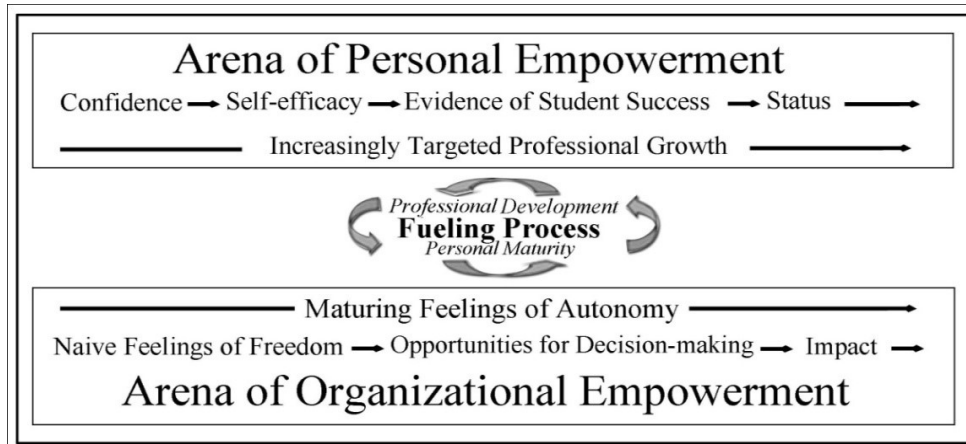 Arena of Personal Empowerment
Confidence Self-efficacy Evidence of Student Success Status
Increasingly Targeted Professional Growth
Professional Development
Fueling Process
Personal Maturity
Maturing Feelings of Autonomy
Naive Feelings of Freedom Opportunities for Decision-making Impact
Arena of Organizational Empowerment